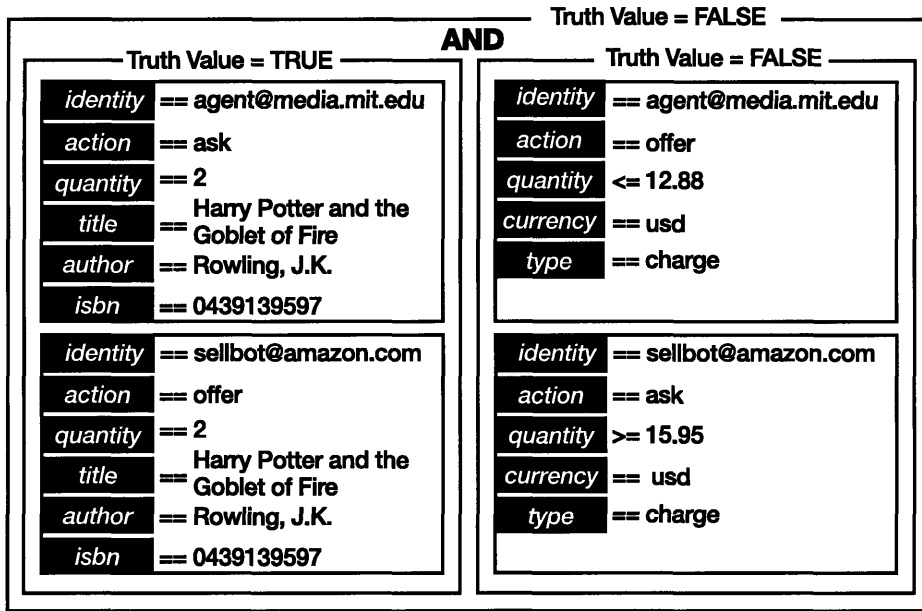 Truth Value = FALSE
AND
Truth Value = TRUE
identity == agent@media.mit.edu
action == ask
quantity == 2
title == Harry Potter and the
Goblet of Fire
author == Rowling, J.K.
isbn == 0439139597
identity == sellbot@amazon.com
action == offer
quantity == 2
title == Harry Potter and the
Goblet of Fire
author == Rowling, J.K.
isbn == 0439139597
Truth Value = FALSE
identity == agent@media.mit.edu
action == offer
quantity <= 12.88
currency == usd
type == charge
identity == sellbot@amazon.com
action == ask
quantity >= 15.95
currency == usd
type == charge